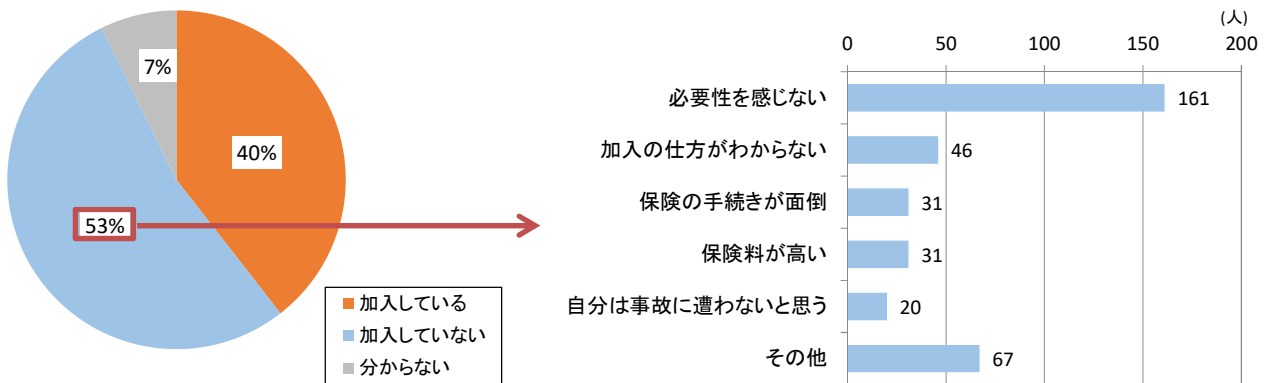 7%
40%
53%
加入している
加入していない
分からない
(人)
0 50 100 150 200
必要性を感じない 161
加入の仕方がわからない 46
保険の手続きが面倒 31
保険料が高い 31
自分は事故に遭わないと思う 20
その他 67